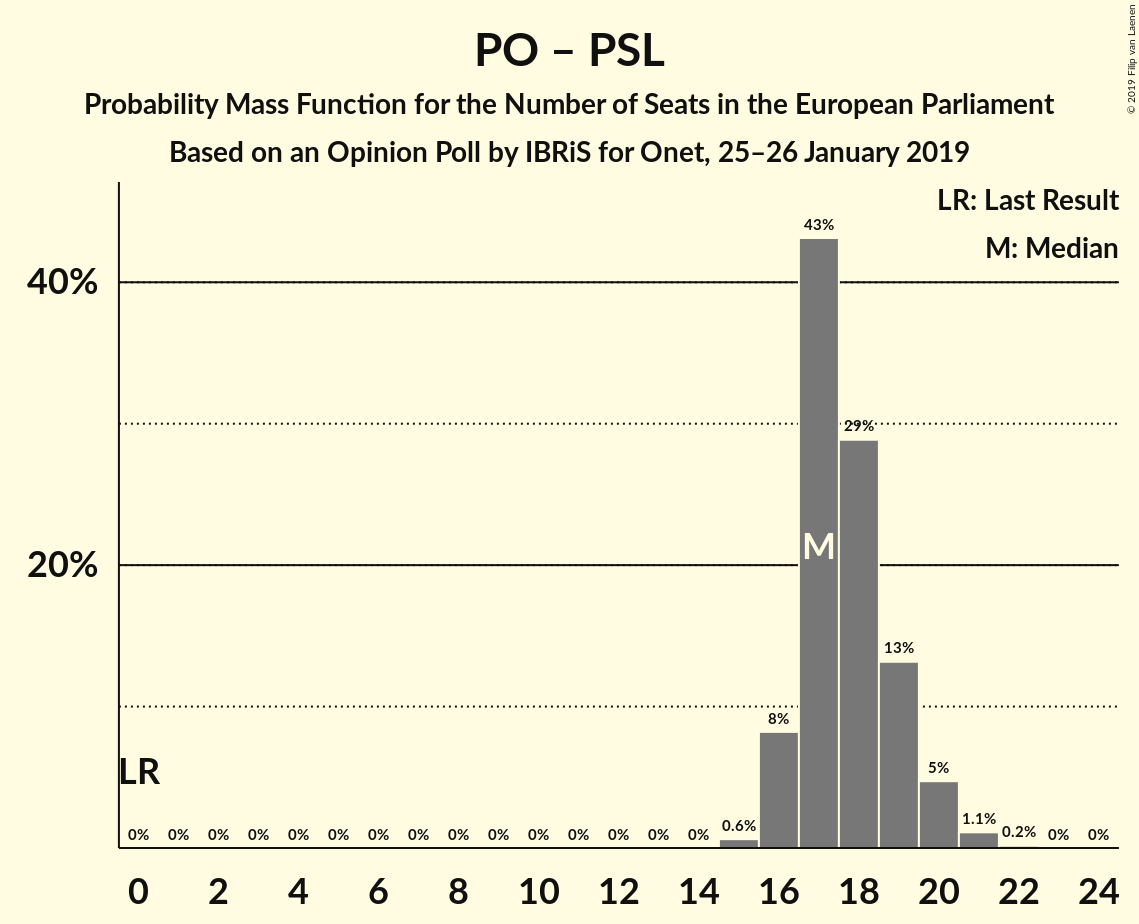 PO – PSL
Probability Mass Function for the Number of Seats in the European Parliament
Based on an Opinion Poll by IBRiS for Onet, 25–26 January 2019
© 2019 Filip van Laenen
LR: Last Result
M: Median
40%
20%
43%
29%
M
13%
8%
5%
LR
0% 0% 0% 0% 0% 0% 0% 0% 0% 0% 0% 0% 0% 0% 0% 0.6% 1.1% 0.2% 0% 0%
0 2 4 6 8 10 12 14 16 18 20 22 24